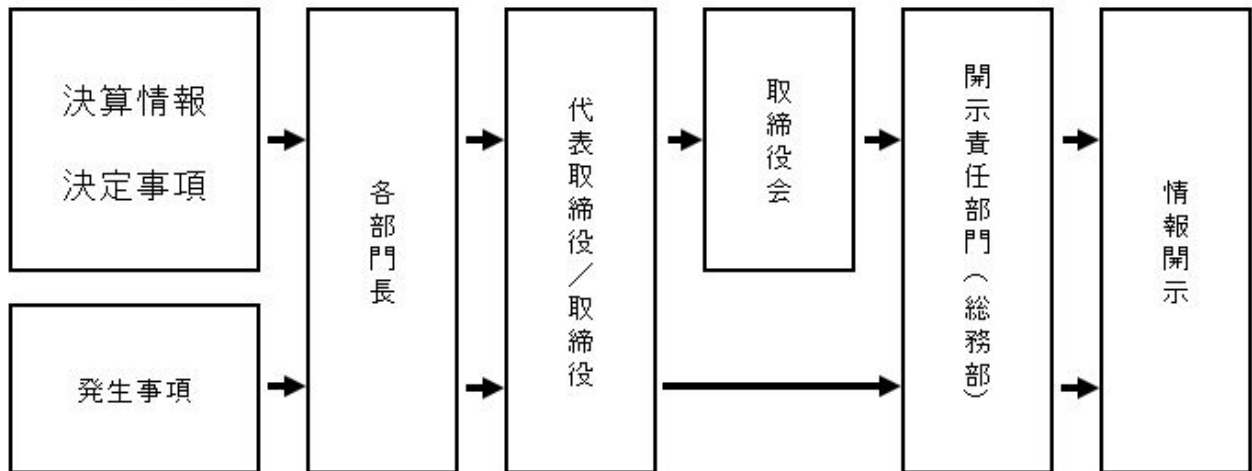 決算情報
決定事項
発生事項
各部門長
代表取締役／取締役
取締役会
開示責任部門（総務部）
情報開示